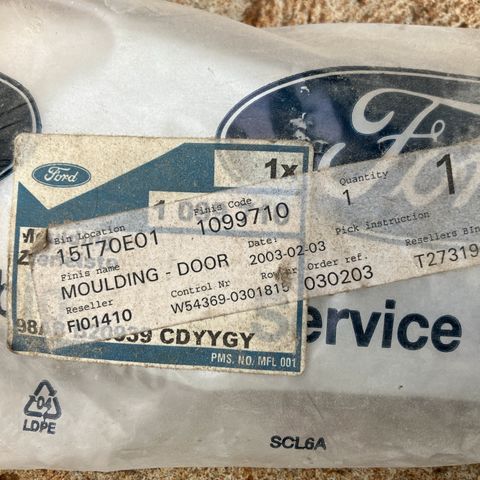 Ford
Ford
1x
Quantity
1
1
Bin Location
15T70E01
Finis Code
1099710
Pick instruction
Finis name
MOULDING - DOOR
Date:
2003-02-03
Order ref.
030203
Resellers
T27319
Reseller
FI01410
Control Nr
W54369-0301815
CDYYGY
PMS. NO. MFL 001
Service
04
LDPE
SCL6A